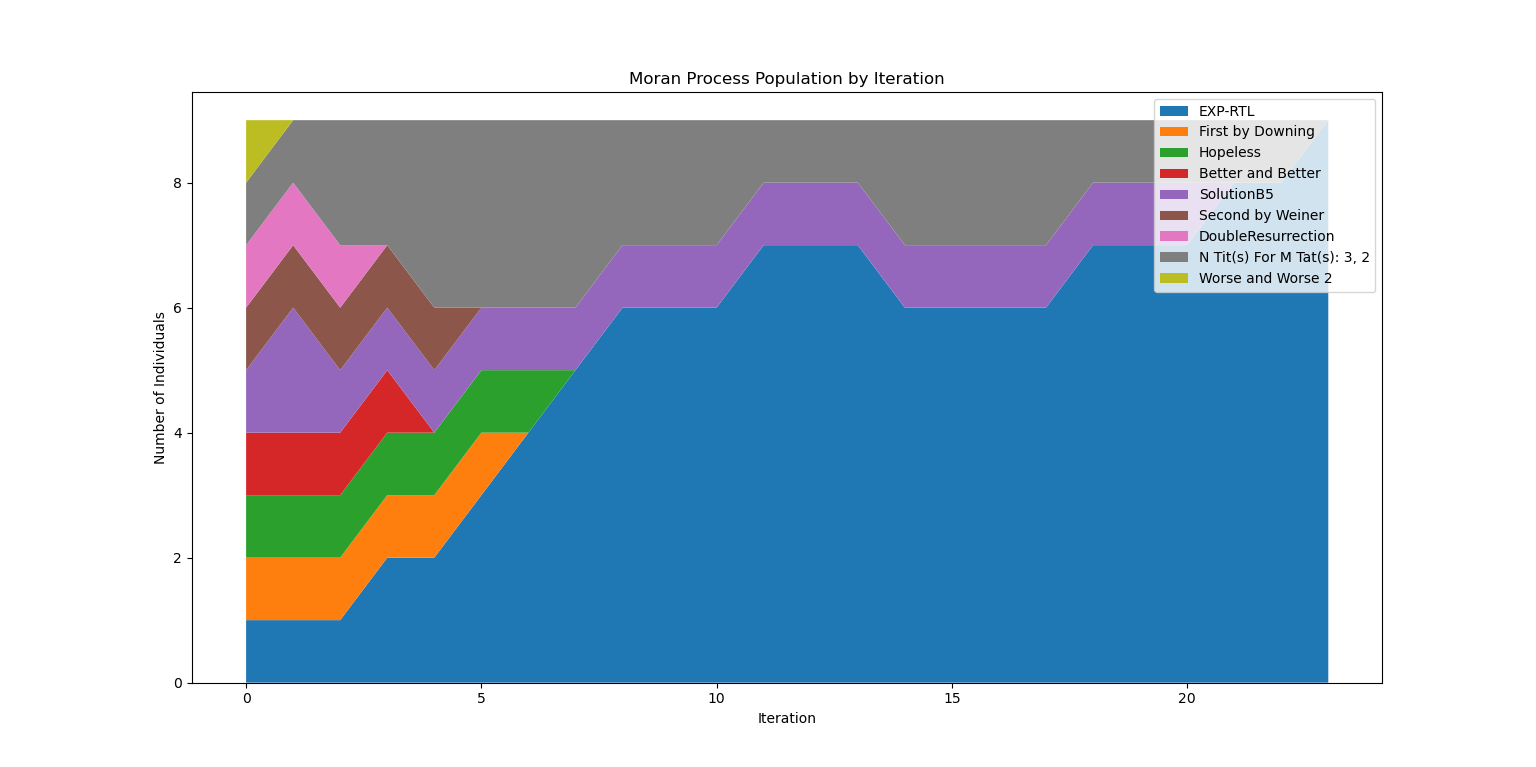 Moran Process Population by Iteration
EXP-RTL
First by Downing
Hopeless
Better and Better
SolutionB5
Second by Weiner
DoubleResurrection
N Tit(s) For M Tat(s): 3, 2
Worse and Worse 2
Number of Individuals
8
6
4
2
0
0 5 10 15 20
Iteration